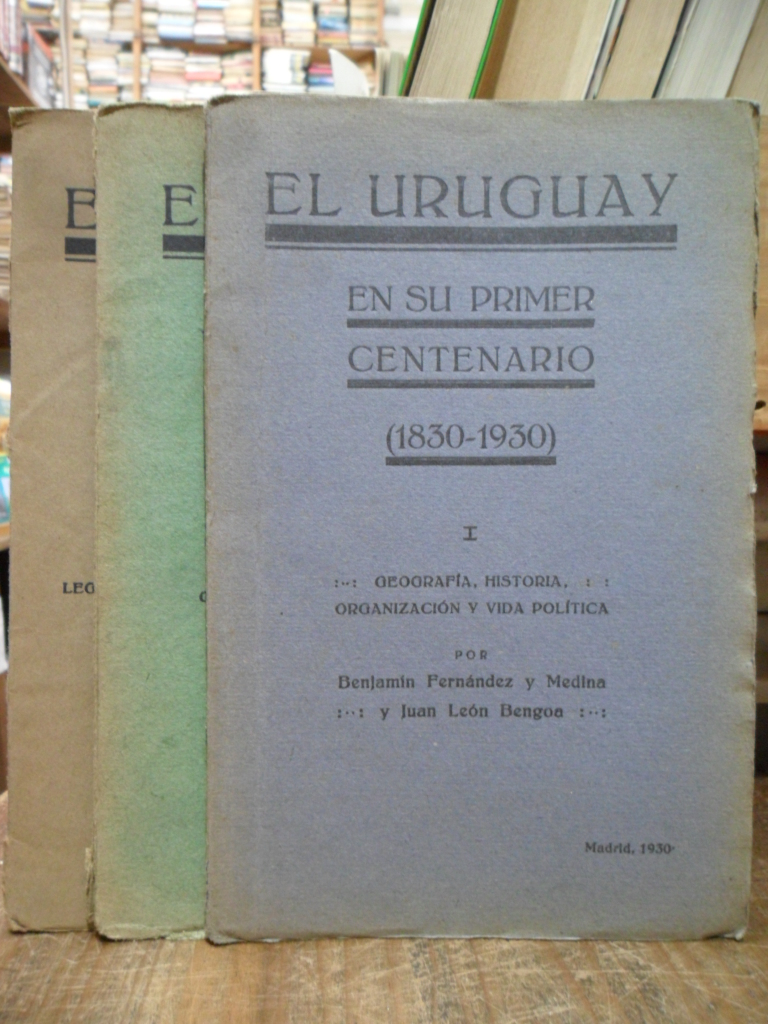 EL URUGUAY
EN SU PRIMER
CENTENARIO
(1830-1930)
I
:··: GEOGRAFÍA, HISTORIA, : :
ORGANIZACIÓN Y VIDA POLÍTICA
POR
Benjamín Fernández y Medina
:··: y Juan León Bengoa :··:
Madrid, 1930·
E
E
LEG